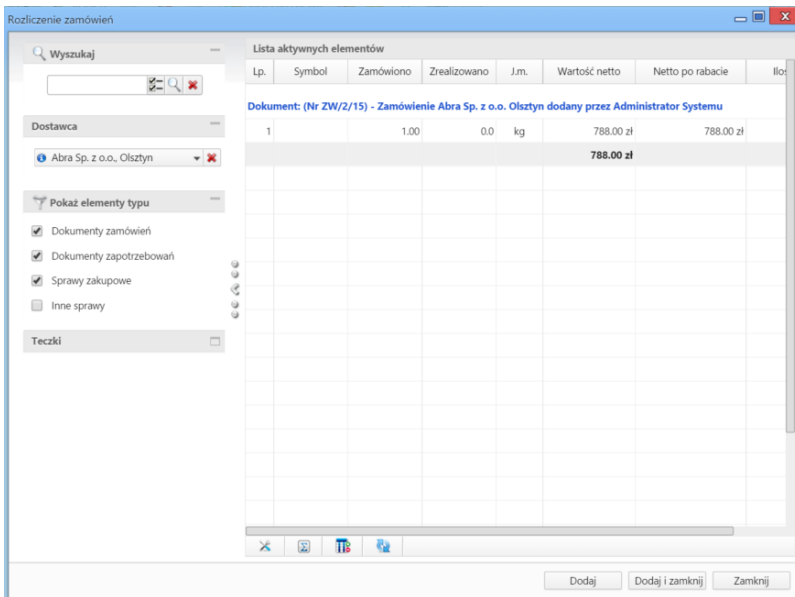 Rozliczenie zamówień
Wyszukaj
Dostawca
Abra Sp. z o.o., Olsztyn
Pokaż elementy typu
Dokumenty zamówień
Dokumenty zapotrzebowań
Sprawy zakupowe
Inne sprawy
Teczki
Lista aktywnych elementów
Lp. Symbol Zamówiono Zrealizowano J.m. Wartość netto Netto po rabacie Iloś
Dokument: (Nr ZW/2/15) - Zamówienie Abra Sp. z o.o. Olsztyn dodany przez Administrator Systemu
1 1.00 0.0 kg 788.00 zł 788.00 zł
788.00 zł
Dodaj Dodaj i zamknij Zamknij